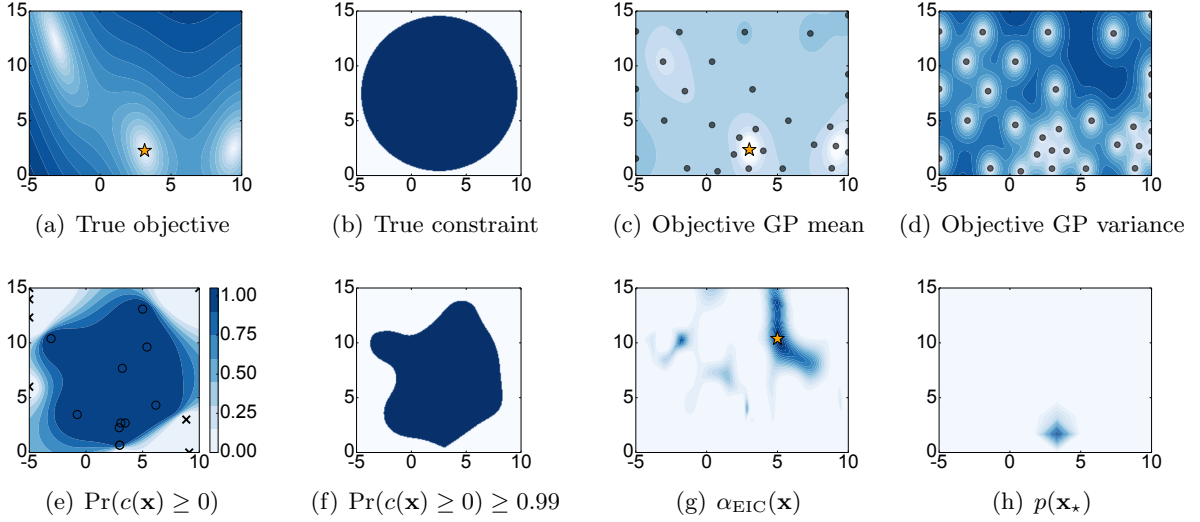 15
10
5
0
-5 0 5 10
(a) True objective
15
10
5
0
-5 0 5 10
(b) True constraint
15
10
5
0
-5 0 5 10
(c) Objective GP mean
15
10
5
0
-5 0 5 10
(d) Objective GP variance
15
10
5
0
-5 0 5 10
1.00
0.75
0.50
0.25
0.00
(e) Pr(c(x) ≥ 0)
15
10
5
0
-5 0 5 10
(f) Pr(c(x) ≥ 0) ≥ 0.99
15
10
5
0
-5 0 5 10
(g) α_EIC(x)
15
10
5
0
-5 0 5 10
(h) p(x⋆)